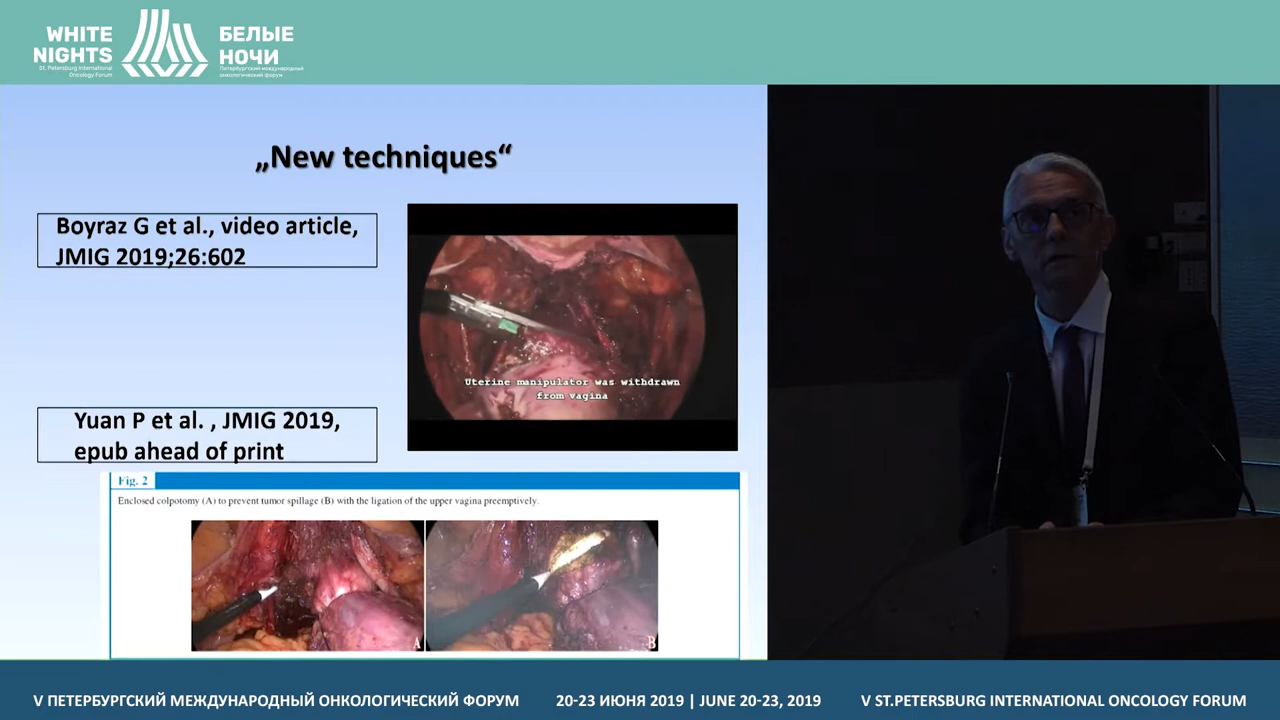 WHITE
NIGHTS
St. Petersburg International
Oncology Forum
БЕЛЫЕ
НОЧИ
Петербургский международный
онкологический форум
„New techniques“
Boyraz G et al., video article,
JMIG 2019;26:602
Uterine manipulator was withdrawn
from vagina
Yuan P et al. , JMIG 2019,
epub ahead of print
Fig. 2
Enclosed colpotomy (A) to prevent tumor spillage (B) with the ligation of the upper vagina preemptively.
A
B
V ПЕТЕРБУРГСКИЙ МЕЖДУНАРОДНЫЙ ОНКОЛОГИЧЕСКИЙ ФОРУМ
20-23 ИЮНЯ 2019 | JUNE 20-23, 2019
V ST.PETERSBURG INTERNATIONAL ONCOLOGY FORUM